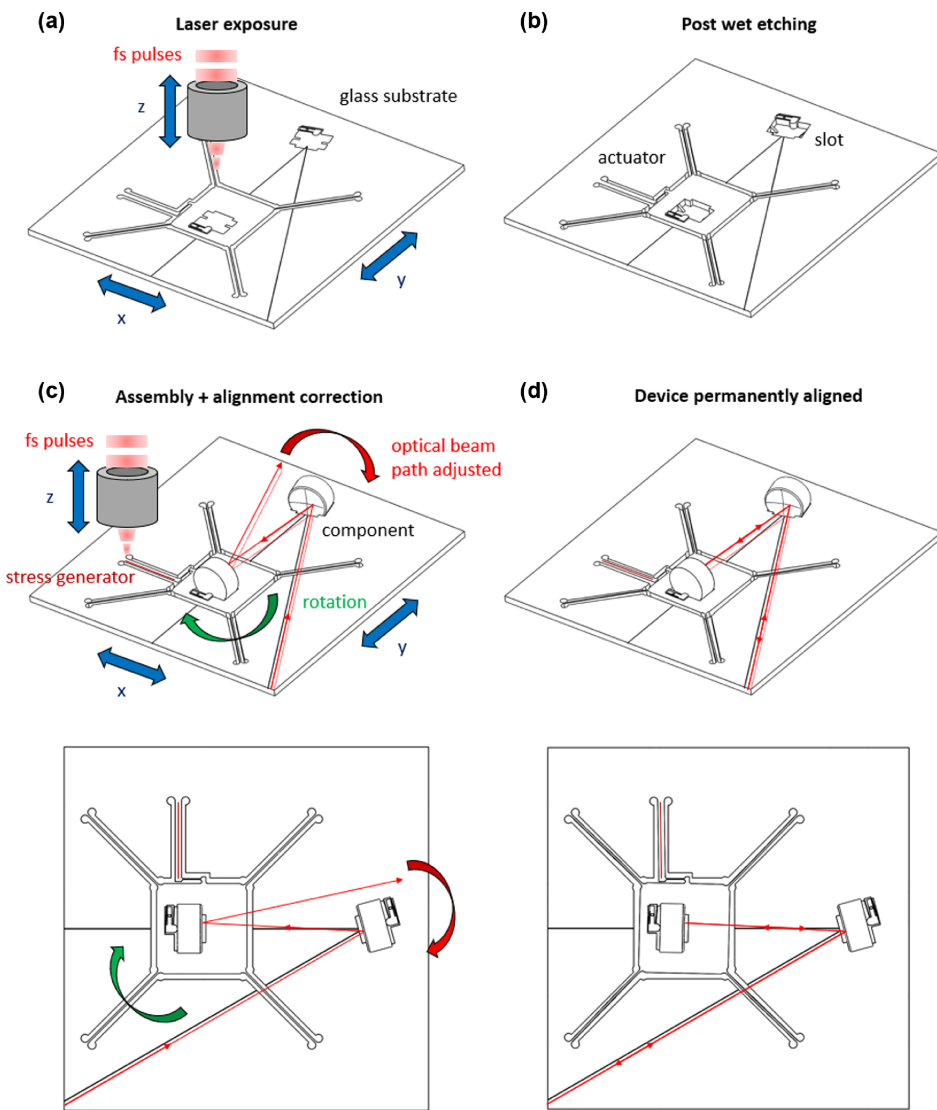 (a)
Laser exposure
fs pulses
z
glass substrate
x
y
(b)
Post wet etching
actuator
slot
(c)
Assembly + alignment correction
fs pulses
z
optical beam
path adjusted
component
stress generator
rotation
x
y
(d)
Device permanently aligned